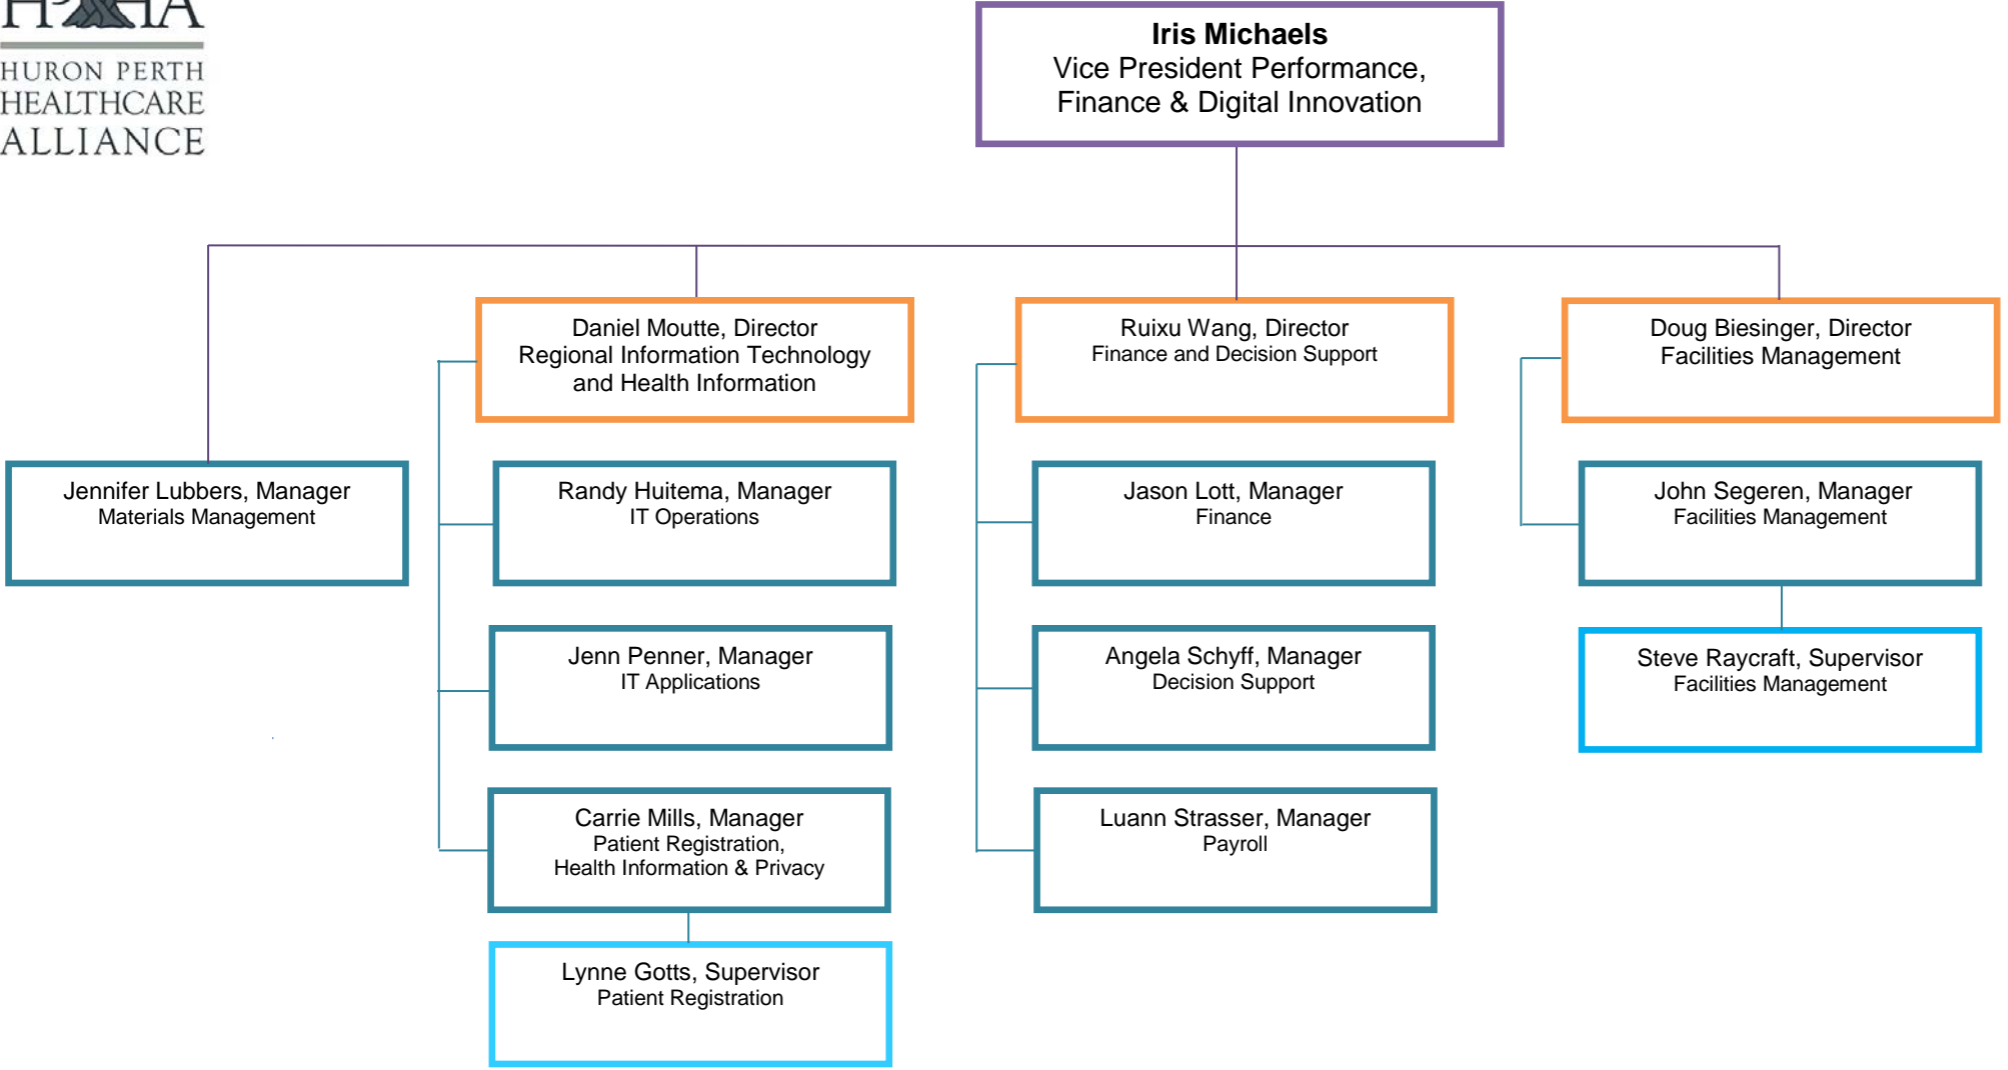 HURON PERTH
HEALTHCARE
ALLIANCE
Iris Michaels
Vice President Performance,
Finance & Digital Innovation
Daniel Moutte, Director
Regional Information Technology
and Health Information
Ruixu Wang, Director
Finance and Decision Support
Doug Biesinger, Director
Facilities Management
Jennifer Lubbers, Manager
Materials Management
Randy Huitema, Manager
IT Operations
Jason Lott, Manager
Finance
John Segeren, Manager
Facilities Management
Jenn Penner, Manager
IT Applications
Angela Schyff, Manager
Decision Support
Steve Raycraft, Supervisor
Facilities Management
Carrie Mills, Manager
Patient Registration,
Health Information & Privacy
Luann Strasser, Manager
Payroll
Lynne Gotts, Supervisor
Patient Registration